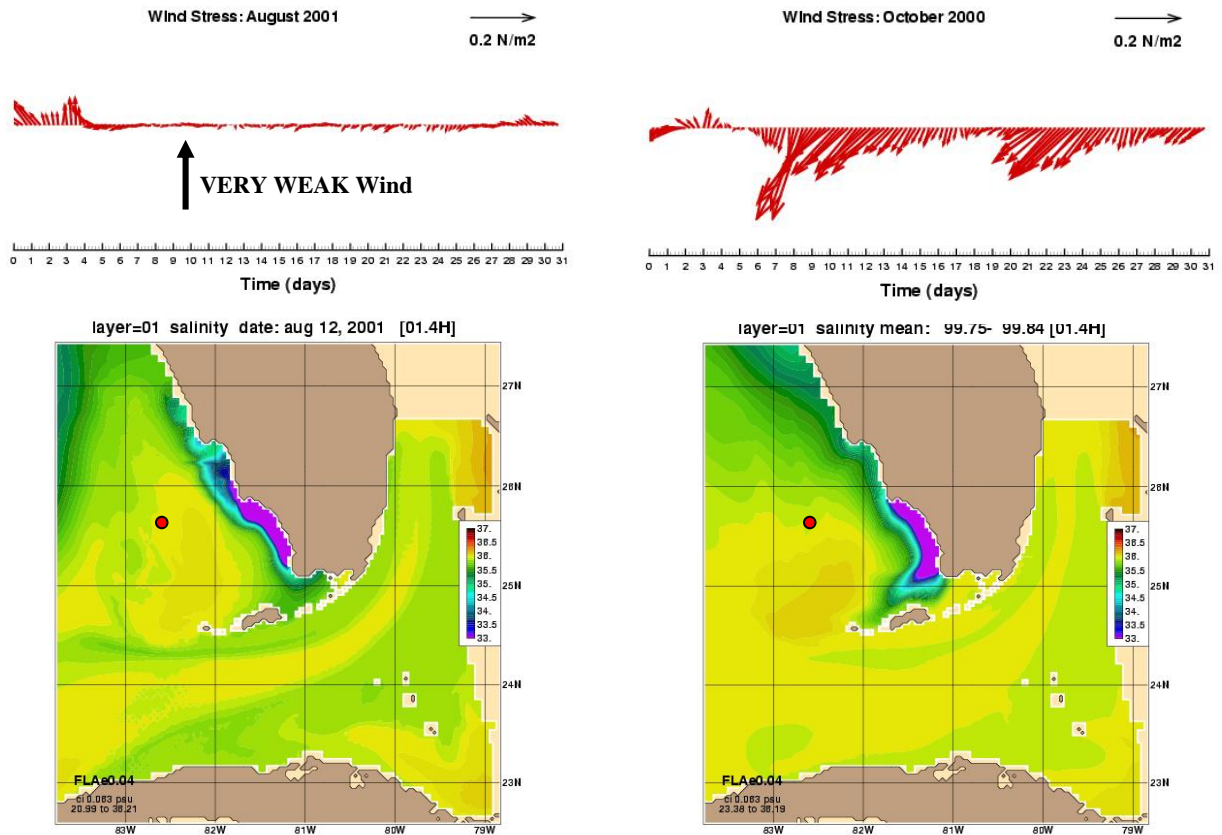 Wind Stress: August 2001
0.2 N/m2
VERY WEAK Wind
0 1 2 3 4 5 6 7 8 9 10 11 12 13 14 15 16 17 18 19 20 21 22 23 24 25 26 27 28 29 30 31
Time (days)
Wind Stress: October 2000
0.2 N/m2
0 1 2 3 4 5 6 7 8 9 10 11 12 13 14 15 16 17 18 19 20 21 22 23 24 25 26 27 28 29 30 31
Time (days)
layer=01 salinity date: aug 12, 2001 [01.4H]
27N
26N
25N
24N
23N
37.
36.5
36.0
35.5
35.0
34.5
34.0
33.5
33.
FLAe0.04
ci 0.063 psu
20.99 to 36.21
83W 82W 81W 80W 79W
layer=01 salinity mean: 99.75- 99.84 [01.4H]
27N
26N
25N
24N
23N
37.
36.5
36.0
35.5
35.0
34.5
34.0
33.5
33.
FLAe0.04
ci 0.063 psu
23.38 to 36.19
83W 82W 81W 80W 79W